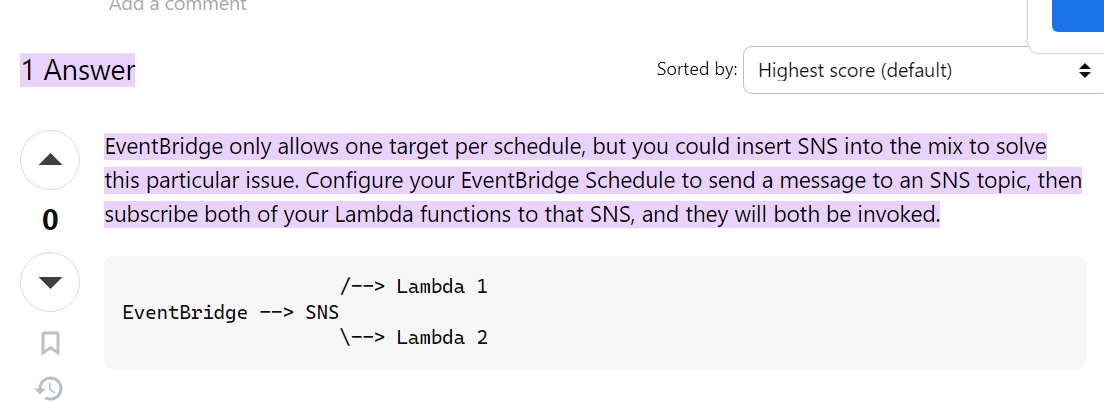 Add a comment
1 Answer
Sorted by:
Highest score (default)
EventBridge only allows one target per schedule, but you could insert SNS into the mix to solve
this particular issue. Configure your EventBridge Schedule to send a message to an SNS topic, then
subscribe both of your Lambda functions to that SNS, and they will both be invoked.
0
/--> Lambda 1
EventBridge --> SNS
\--> Lambda 2